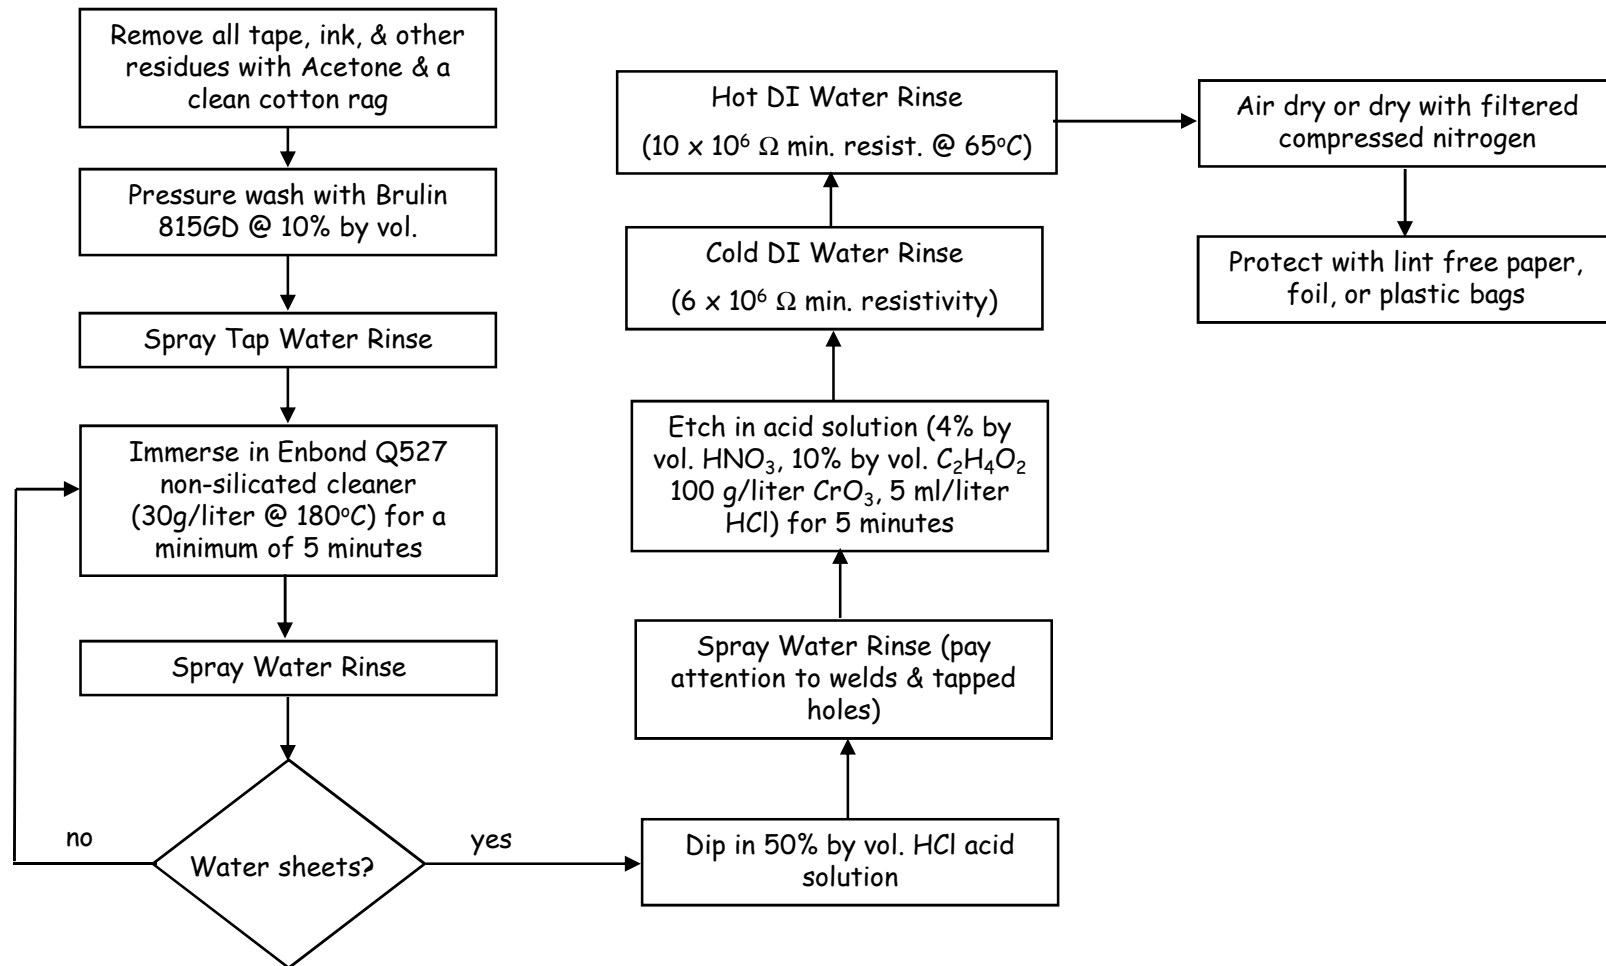 Remove all tape, ink, & other
residues with Acetone & a
clean cotton rag
Pressure wash with Brulin
815GD @ 10% by vol.
Spray Tap Water Rinse
Immerse in Enbond Q527
non-silicated cleaner
(30g/liter @ 180°C) for a
minimum of 5 minutes
Spray Water Rinse
Water sheets?
no
yes
Dip in 50% by vol. HCl acid
solution
Spray Water Rinse (pay
attention to welds & tapped
holes)
Etch in acid solution (4% by
vol. HNO₃, 10% by vol. C₂H₄O₂
100 g/liter CrO₃, 5 ml/liter
HCl) for 5 minutes
Cold DI Water Rinse
(6 x 10⁶ Ω min. resistivity)
Hot DI Water Rinse
(10 x 10⁶ Ω min. resist. @ 65°C)
Air dry or dry with filtered
compressed nitrogen
Protect with lint free paper,
foil, or plastic bags